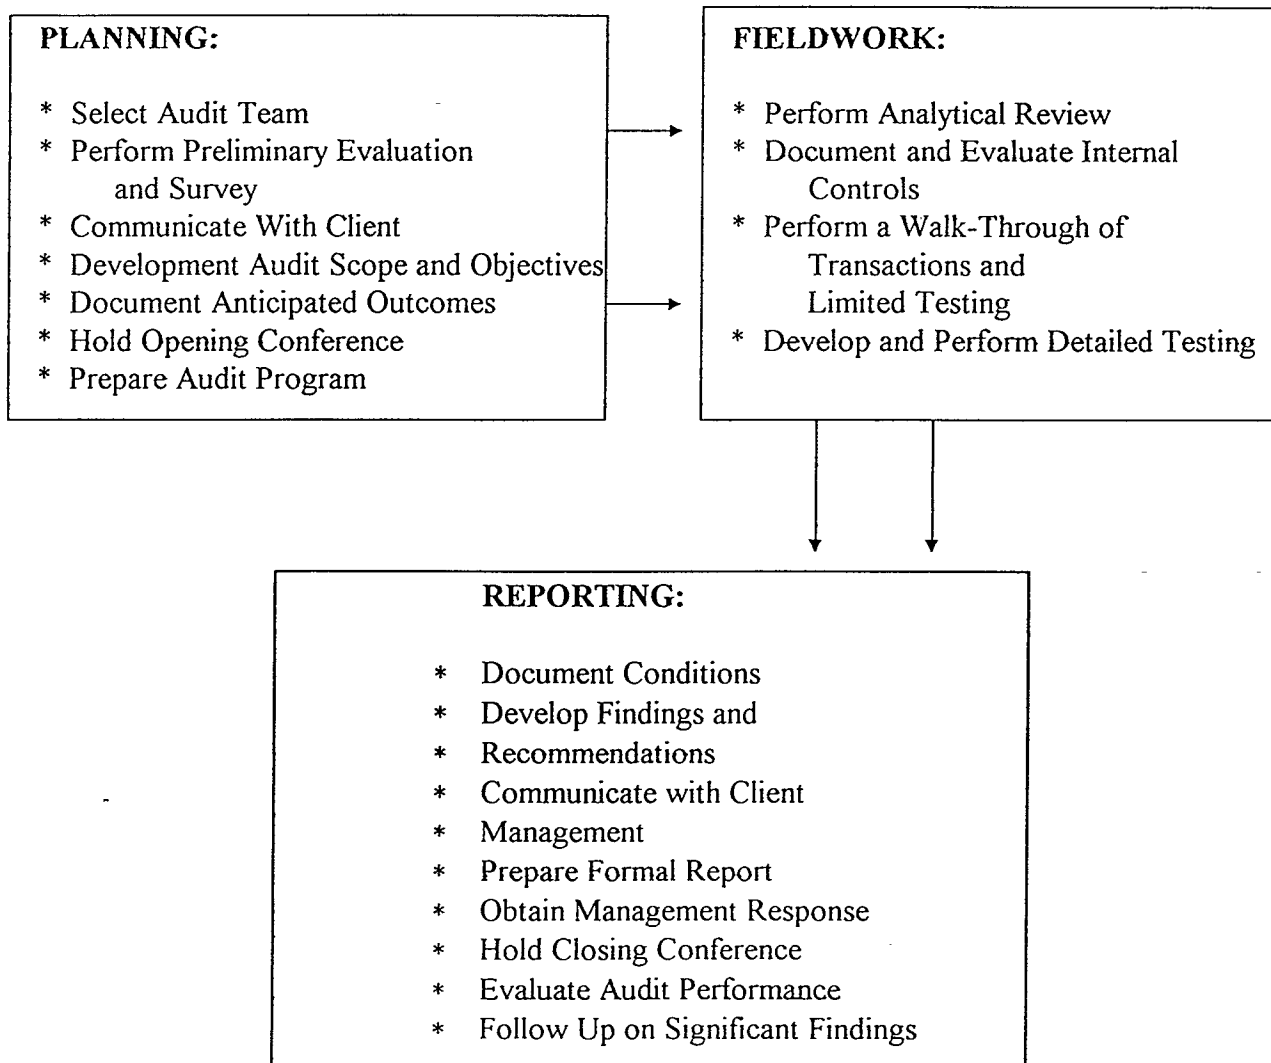 PLANNING:
* Select Audit Team
* Perform Preliminary Evaluation
and Survey
* Communicate With Client
* Development Audit Scope and Objectives
* Document Anticipated Outcomes
* Hold Opening Conference
* Prepare Audit Program
FIELDWORK:
* Perform Analytical Review
* Document and Evaluate Internal
Controls
* Perform a Walk-Through of
Transactions and
Limited Testing
* Develop and Perform Detailed Testing
REPORTING:
* Document Conditions
* Develop Findings and
* Recommendations
* Communicate with Client
* Management
* Prepare Formal Report
* Obtain Management Response
* Hold Closing Conference
* Evaluate Audit Performance
* Follow Up on Significant Findings